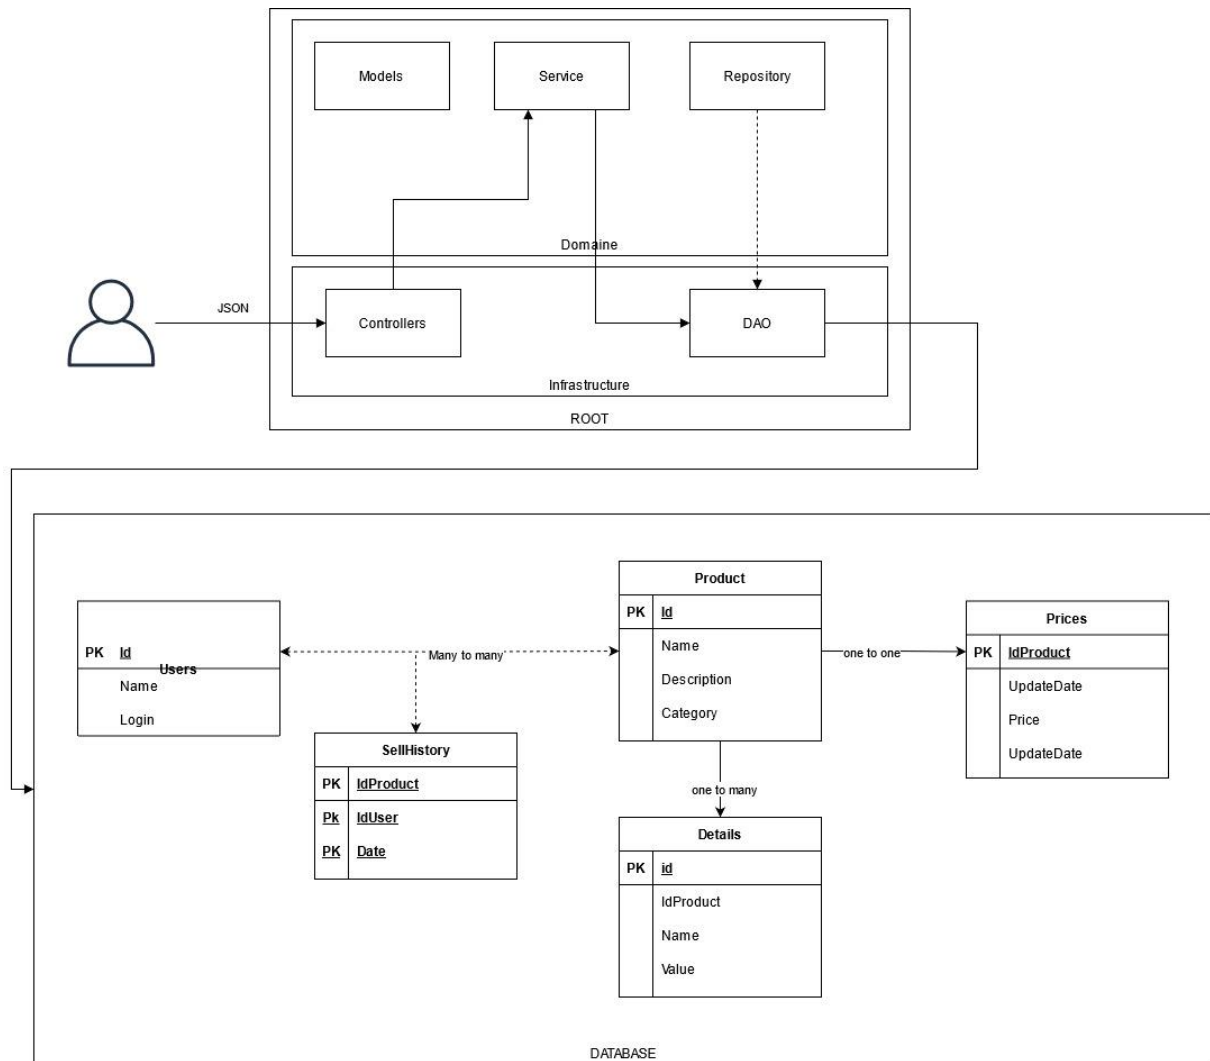 Models
Service
Repository
Domaine
JSON
Controllers
DAO
Infrastructure
ROOT
PK Id
Users
Name
Login
Many to many
SellHistory
PK IdProduct
Pk IdUser
PK Date
Product
PK Id
Name
Description
Category
one to one
Prices
PK IdProduct
UpdateDate
Price
UpdateDate
one to many
Details
PK id
IdProduct
Name
Value
DATABASE